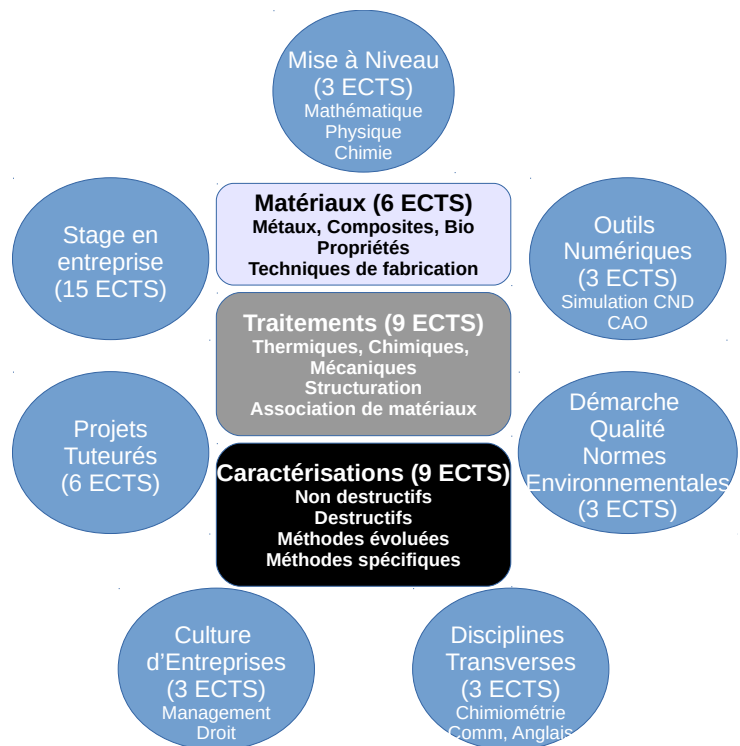 Mise à Niveau
(3 ECTS)
Mathématique
Physique
Chimie
Matériaux (6 ECTS)
Métaux, Composites, Bio
Propriétés
Techniques de fabrication
Stage en
entreprise
(15 ECTS)
Outils
Numériques
(3 ECTS)
Simulation CND
CAO
Traitements (9 ECTS)
Thermiques, Chimiques,
Mécaniques
Structuration
Association de matériaux
Projets
Tuteurés
(6 ECTS)
Démarche
Qualité
Normes
Environnementales
(3 ECTS)
Caractérisations (9 ECTS)
Non destructifs
Destructifs
Méthodes évoluées
Méthodes spécifiques
Culture
d’Entreprises
(3 ECTS)
Management
Droit
Disciplines
Transverses
(3 ECTS)
Chimiométrie
Comm, Anglais